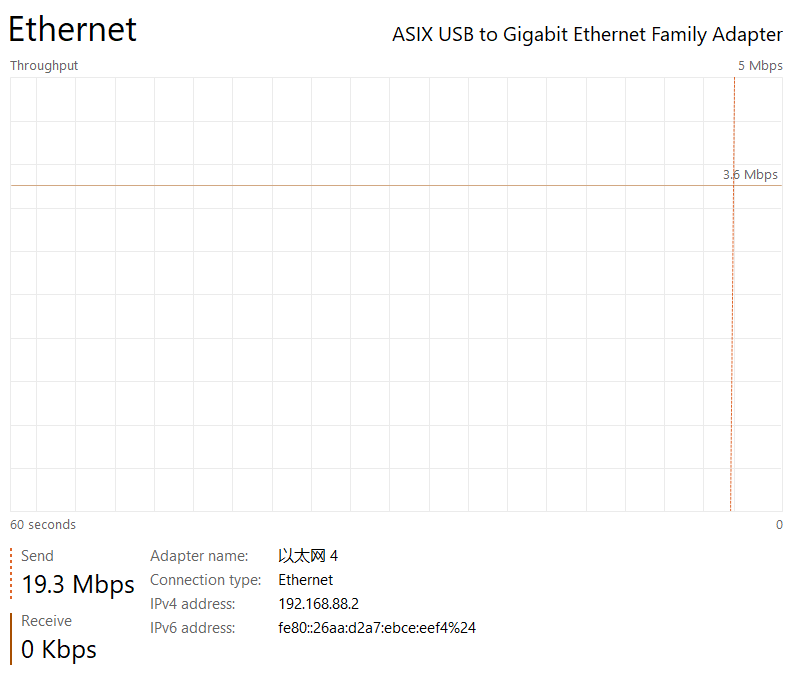 Ethernet
ASIX USB to Gigabit Ethernet Family Adapter
Throughput
5 Mbps
3.6 Mbps
60 seconds
0
Send
19.3 Mbps
Receive
0 Kbps
Adapter name: 以太网 4
Connection type: Ethernet
IPv4 address: 192.168.88.2
IPv6 address: fe80::26aa:d2a7:ebce:eef4%24